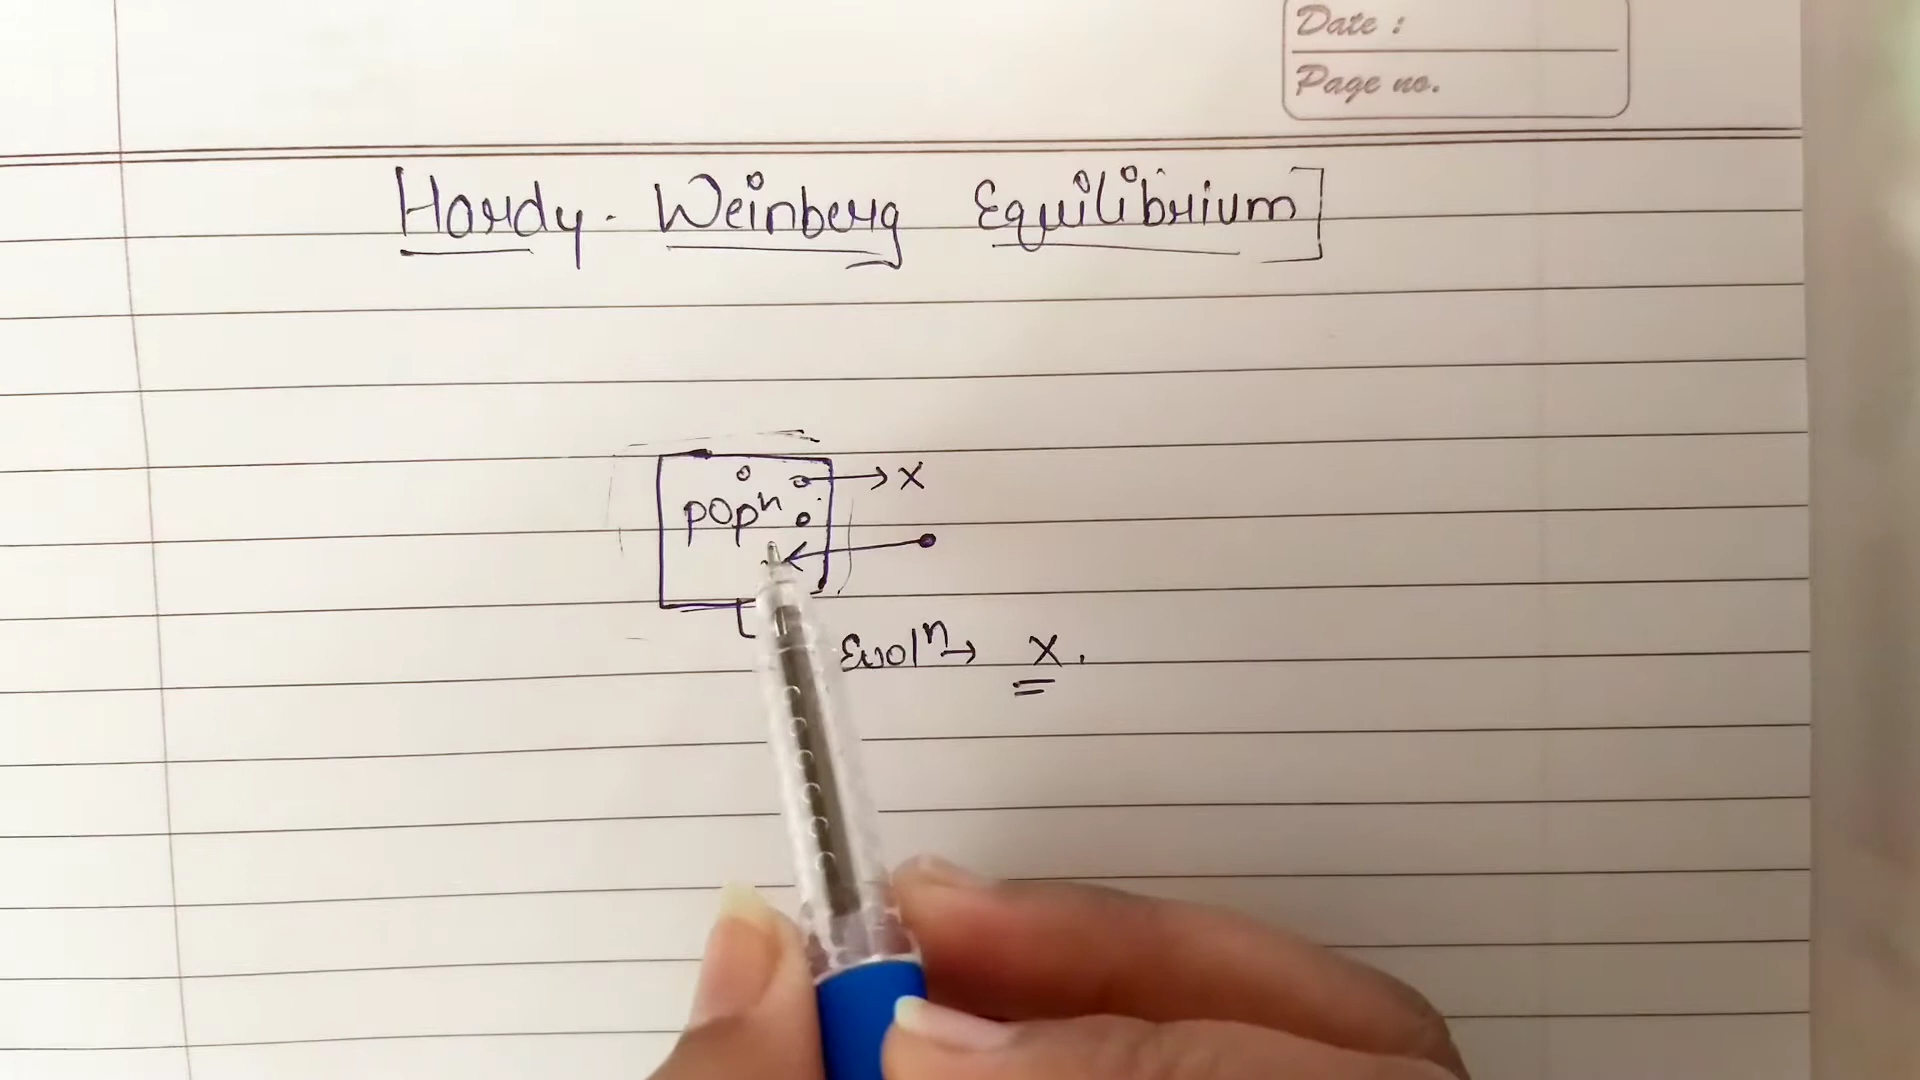 Date :
Page no.
Hardy - Weinberg Equilibrium]
popⁿ → X
Evolⁿ → X .